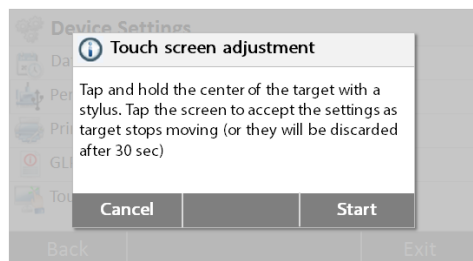 Device Settings
Touch screen adjustment
Tap and hold the center of the target with a
stylus. Tap the screen to accept the settings as
target stops moving (or they will be discarded
after 30 sec)
Cancel
Start
Back
Exit